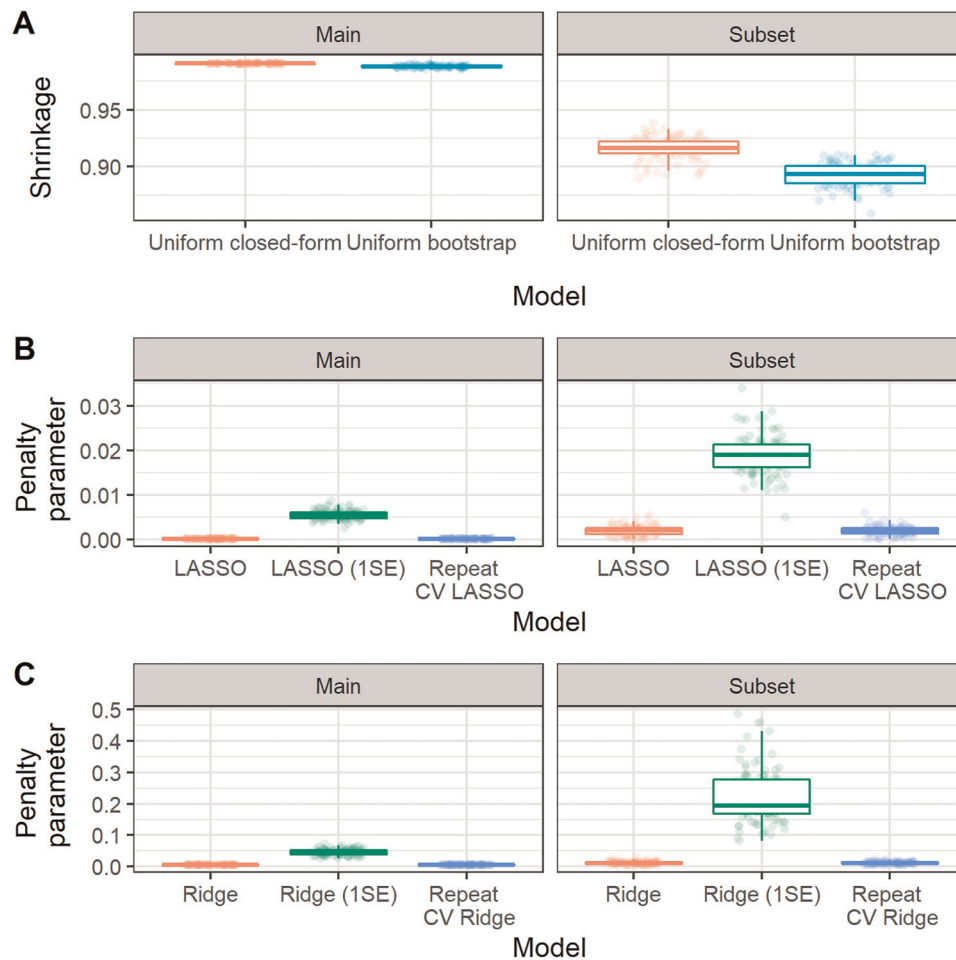 A
Main
Subset
Shrinkage
0.95
0.90
Uniform closed-form
Uniform bootstrap
Uniform closed-form
Uniform bootstrap
Model
B
Main
Subset
Penalty
parameter
0.03
0.02
0.01
0.00
LASSO
LASSO (1SE)
Repeat
CV LASSO
LASSO
LASSO (1SE)
Repeat
CV LASSO
Model
C
Main
Subset
Penalty
parameter
0.5
0.4
0.3
0.2
0.1
0.0
Ridge
Ridge (1SE)
Repeat
CV Ridge
Ridge
Ridge (1SE)
Repeat
CV Ridge
Model